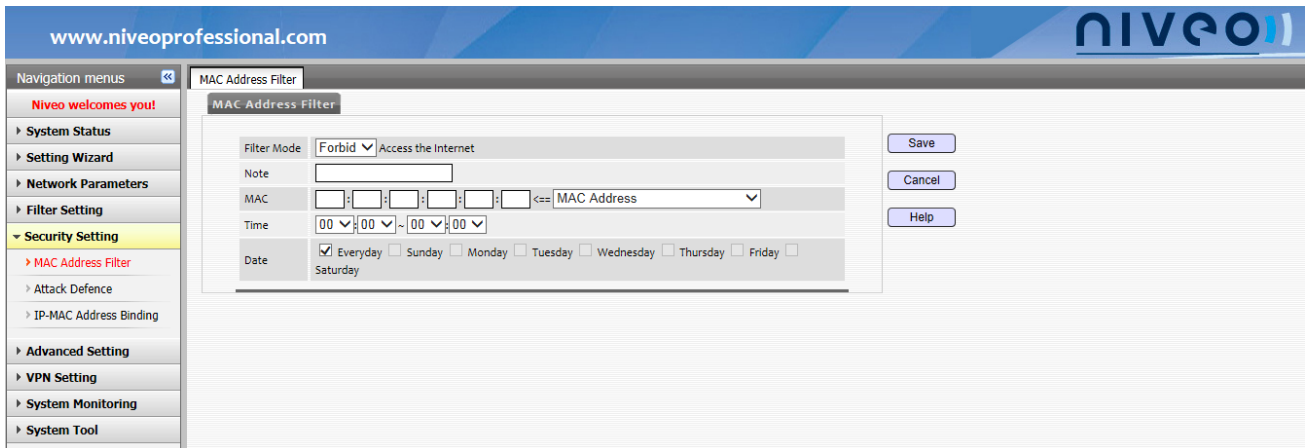 www.niveoprofessional.com
niveo
Navigation menus
Niveo welcomes you!
System Status
Setting Wizard
Network Parameters
Filter Setting
Security Setting
MAC Address Filter
Attack Defence
IP-MAC Address Binding
Advanced Setting
VPN Setting
System Monitoring
System Tool
MAC Address Filter
MAC Address Filter
Filter Mode Forbid Access the Internet
Note
MAC : : : : : <== MAC Address
Time 00 : 00 ~ 00 : 00
Date Everyday Sunday Monday Tuesday Wednesday Thursday Friday
Saturday
Save
Cancel
Help